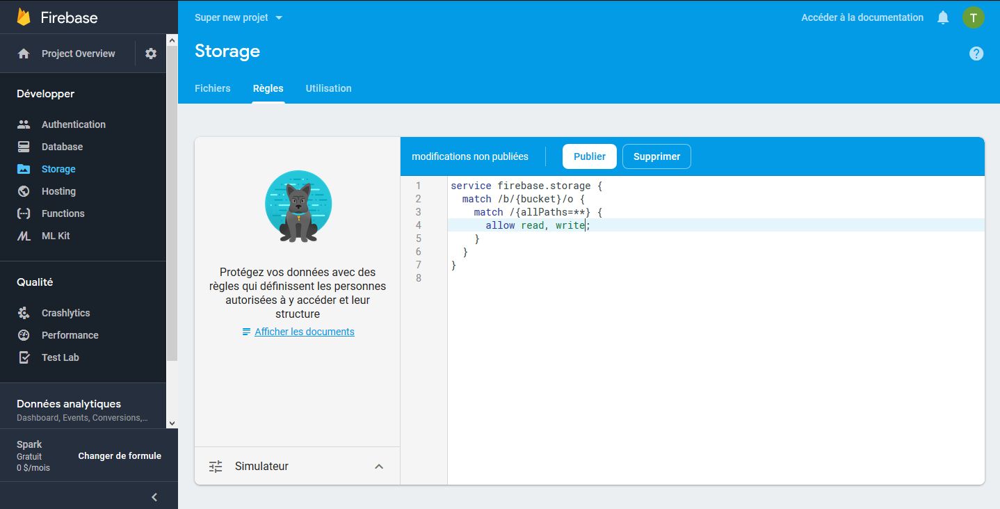 Firebase
Project Overview
Développer
Authentication
Database
Storage
Hosting
Functions
ML Kit
Qualité
Crashlytics
Performance
Test Lab
Données analytiques
Dashboard, Events, Conversions,...
Spark
Gratuit
0 $/mois
Changer de formule
Super new projet
Accéder à la documentation
T
Storage
?
Fichiers Règles Utilisation
Protégez vos données avec des
règles qui définissent les personnes
autorisées à y accéder et leur
structure
Afficher les documents
Simulateur
modifications non publiées Publier Supprimer
1 service firebase.storage {
2 match /b/{bucket}/o {
3 match /{allPaths=**} {
4 allow read, write;
5 }
6 }
7 }
8